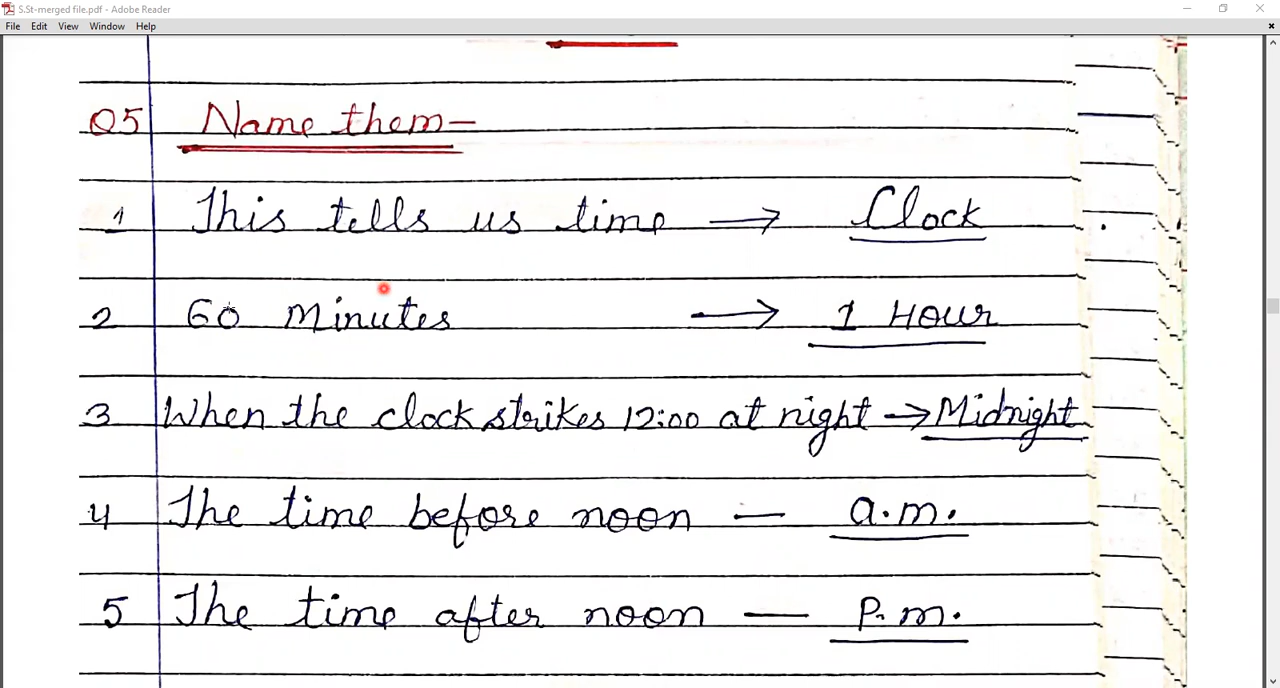 S.St-merged file.pdf - Adobe Reader
File Edit View Window Help
Q5 Name them-
1 This tells us time → Clock
2 60 Minutes → 1 Hour
3 When the clock strikes 12:00 at night → Midnight
4 The time before noon — a.m.
5 The time after noon — P.m.